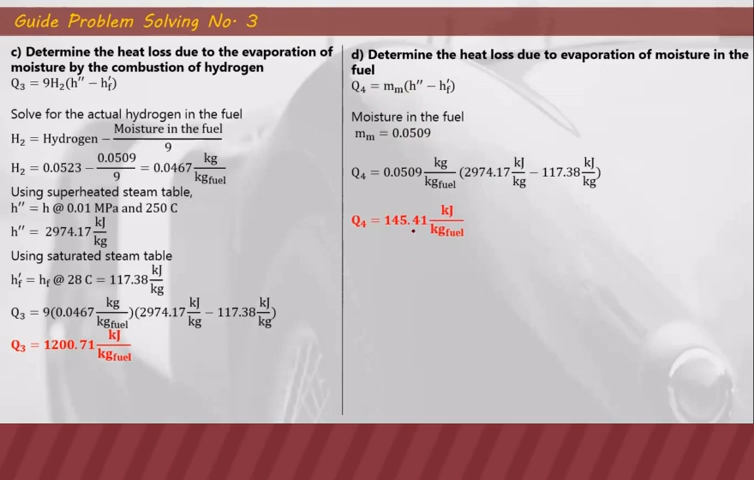 Guide Problem Solving No. 3
c) Determine the heat loss due to the evaporation of
moisture by the combustion of hydrogen
Q₃ = 9H₂(h″ − h′f)
Solve for the actual hydrogen in the fuel
H₂ = Hydrogen − Moisture in the fuel / 9
H₂ = 0.0523 − 0.0509 / 9 = 0.0467 kg / kgfuel
Using superheated steam table,
h″ = h @ 0.01 MPa and 250 C
h″ = 2974.17 kJ / kg
Using saturated steam table
h′f = hf @ 28 C = 117.38 kJ / kg
Q₃ = 9(0.0467 kg / kgfuel)(2974.17 kJ / kg − 117.38 kJ / kg)
Q₃ = 1200.71 kJ / kgfuel
d) Determine the heat loss due to evaporation of moisture in the
fuel
Q₄ = mm(h″ − h′f)
Moisture in the fuel
mm = 0.0509
Q₄ = 0.0509 kg / kgfuel (2974.17 kJ / kg − 117.38 kJ / kg)
Q₄ = 145.41 kJ / kgfuel